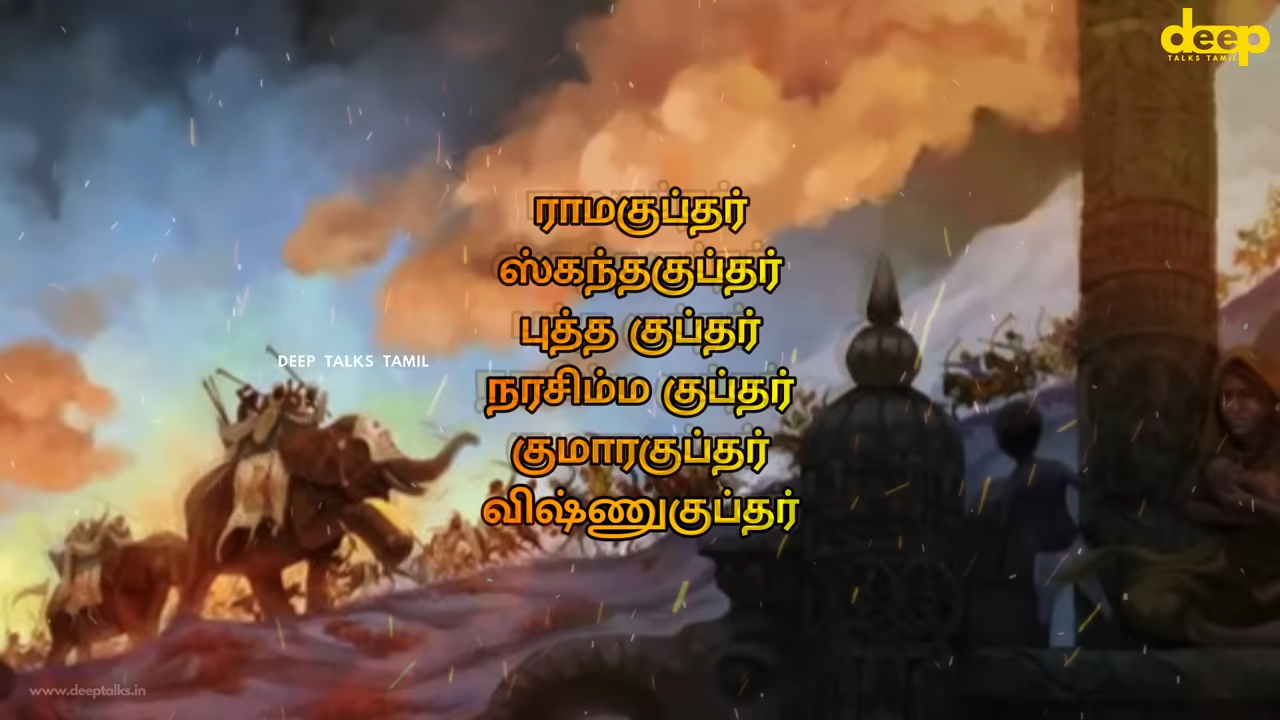 deep
TALKS TAMIL
ராமகுப்தர்
ஸ்கந்தகுப்தர்
புத்த குப்தர்
DEEP TALKS TAMIL
நரசிம்ம குப்தர்
குமாரகுப்தர்
விஷ்ணுகுப்தர்
www.deeptalks.in